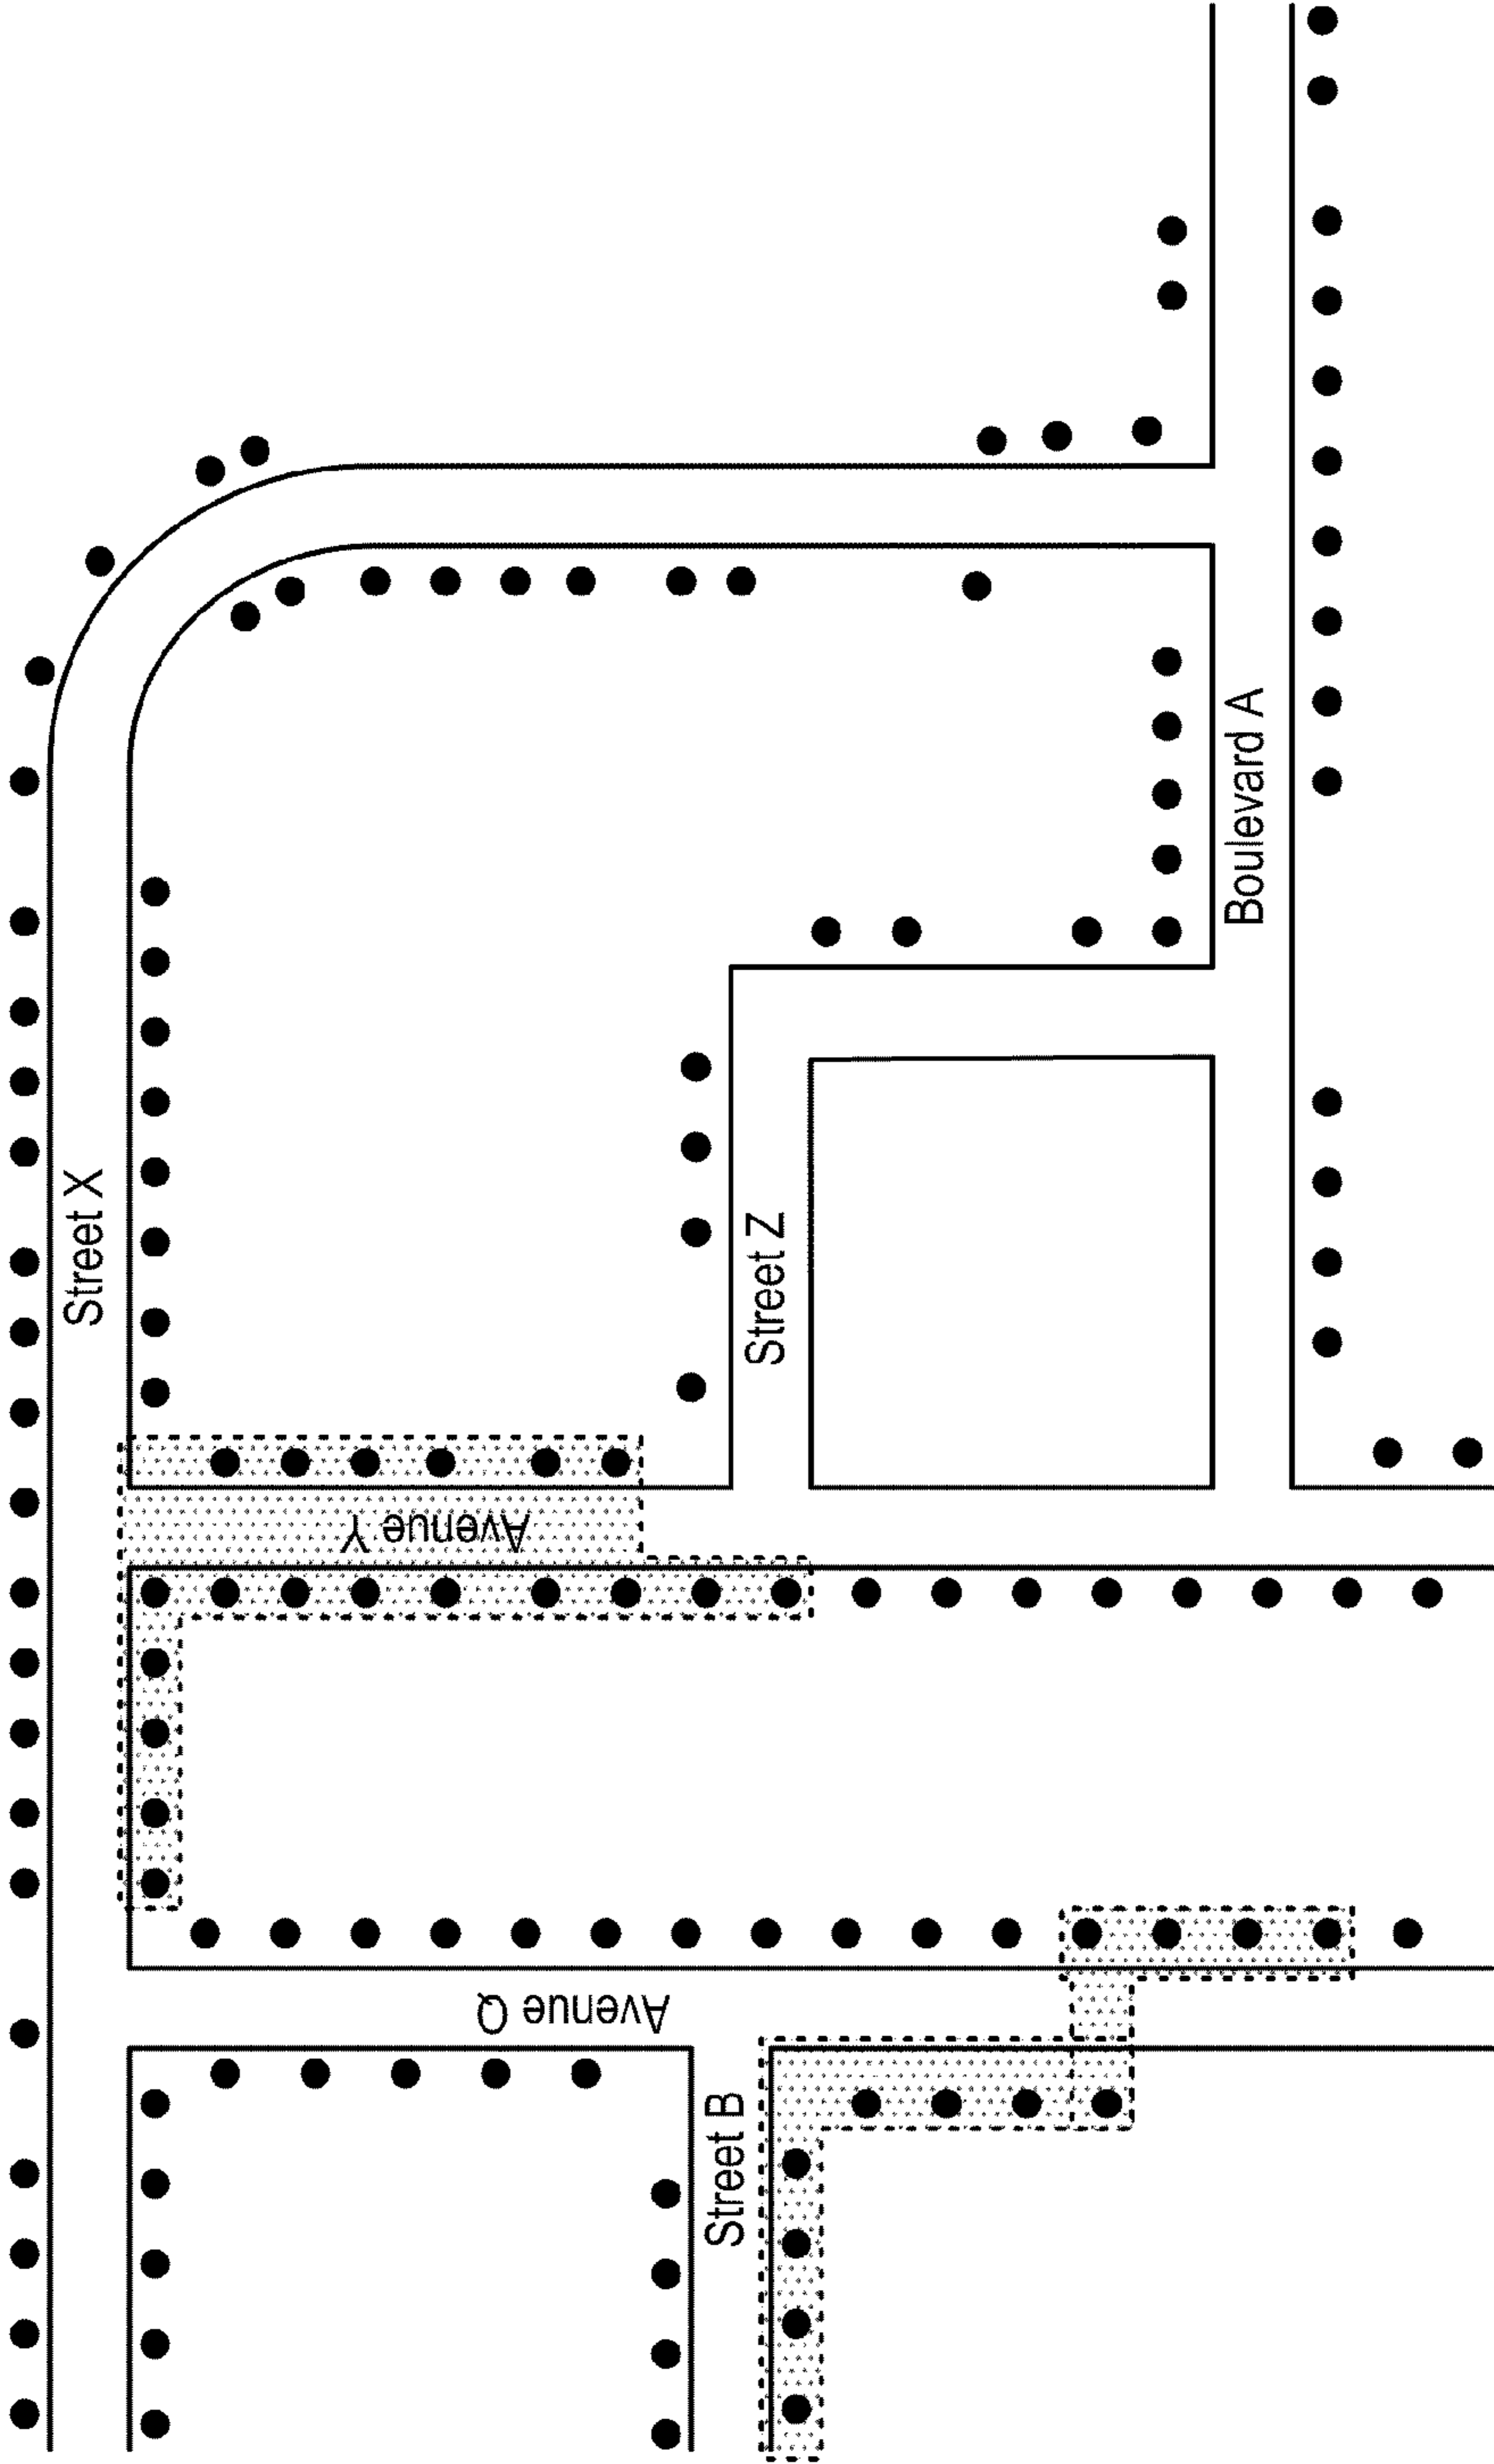 Street X
Boulevard A
Street Z
Avenue Y
Avenue Q
Street B